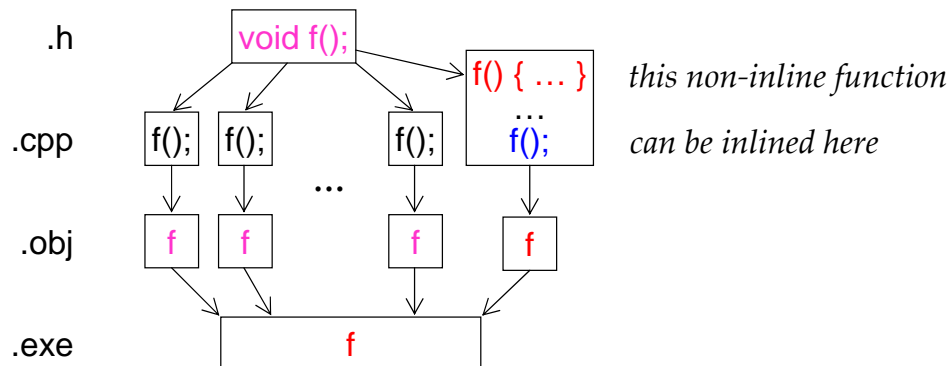 .h void f();
f() { … } this non-inline function
…
.cpp f(); f(); f(); f(); can be inlined here
...
.obj f f f f
.exe f